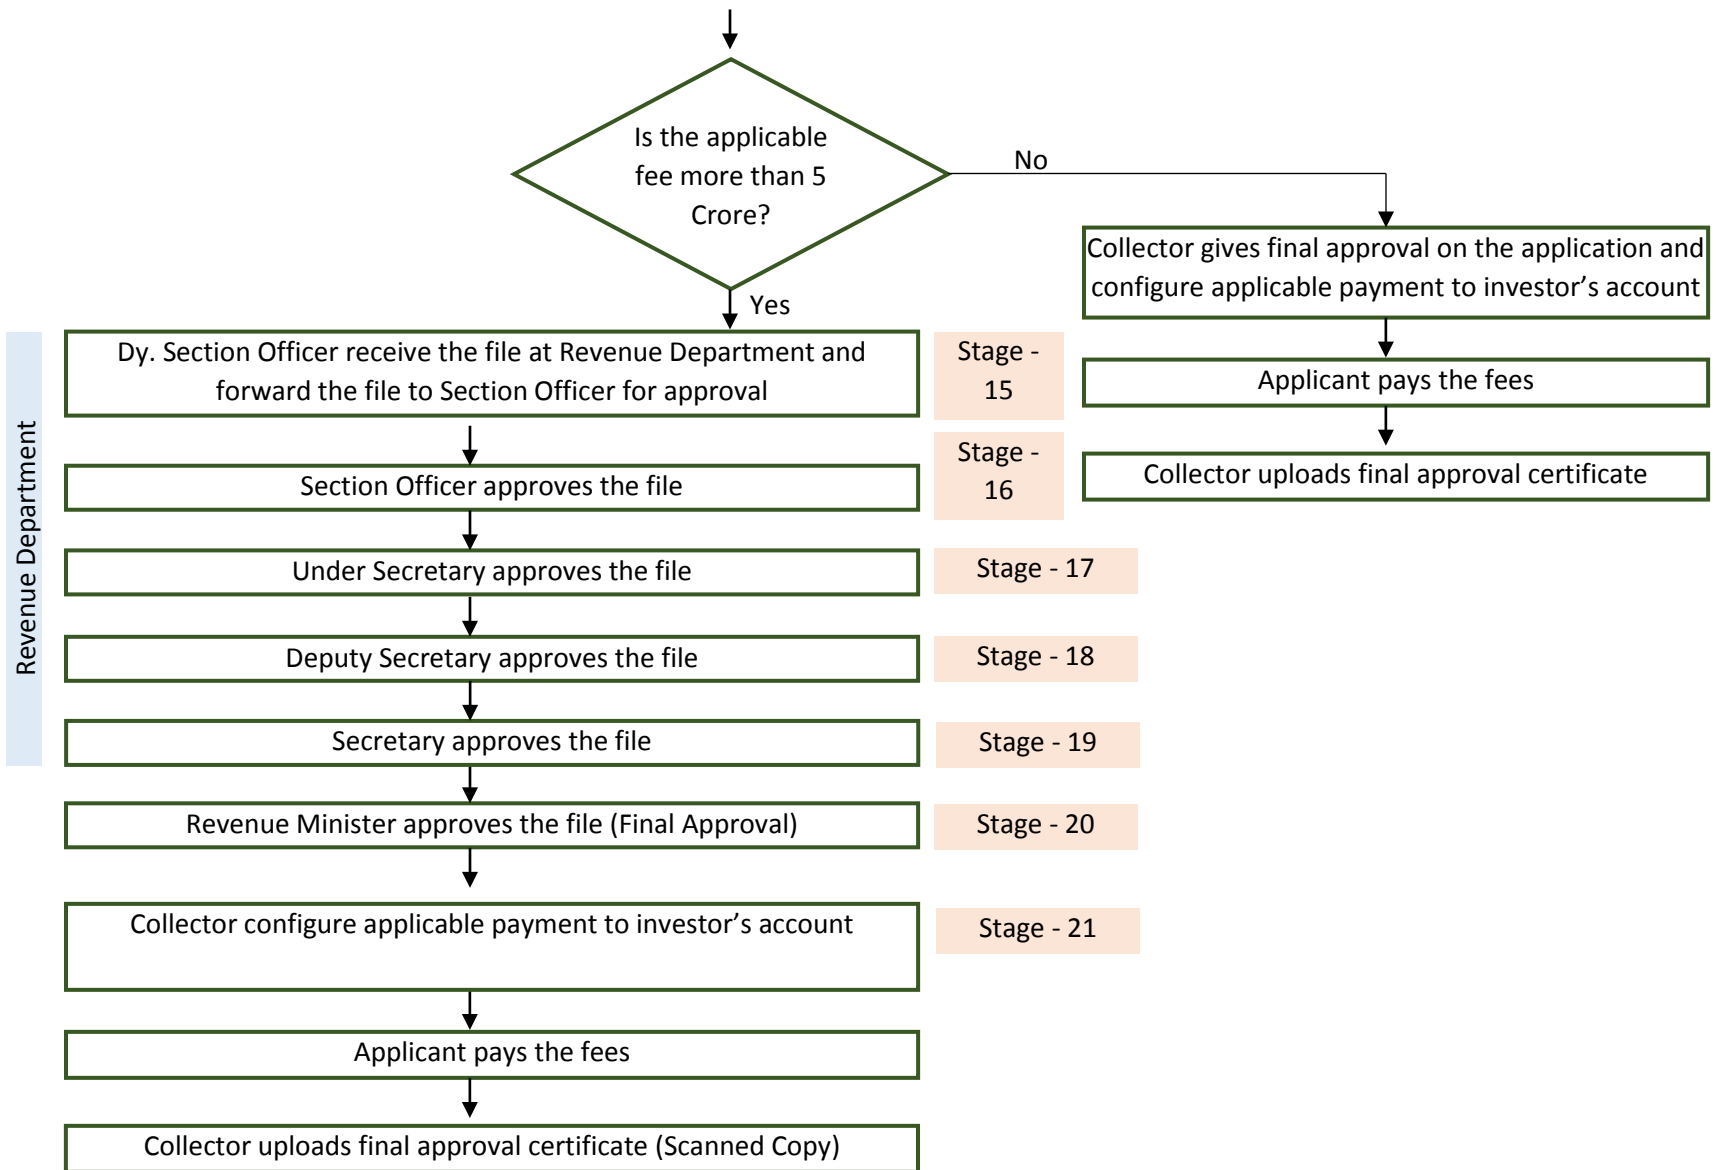 Is the applicable
fee more than 5
Crore?
No
Yes
Collector gives final approval on the application and
configure applicable payment to investor’s account
Applicant pays the fees
Collector uploads final approval certificate
Revenue Department
Dy. Section Officer receive the file at Revenue Department and
forward the file to Section Officer for approval
Stage -
15
Section Officer approves the file
Stage -
16
Under Secretary approves the file
Stage - 17
Deputy Secretary approves the file
Stage - 18
Secretary approves the file
Stage - 19
Revenue Minister approves the file (Final Approval)
Stage - 20
Collector configure applicable payment to investor’s account
Stage - 21
Applicant pays the fees
Collector uploads final approval certificate (Scanned Copy)